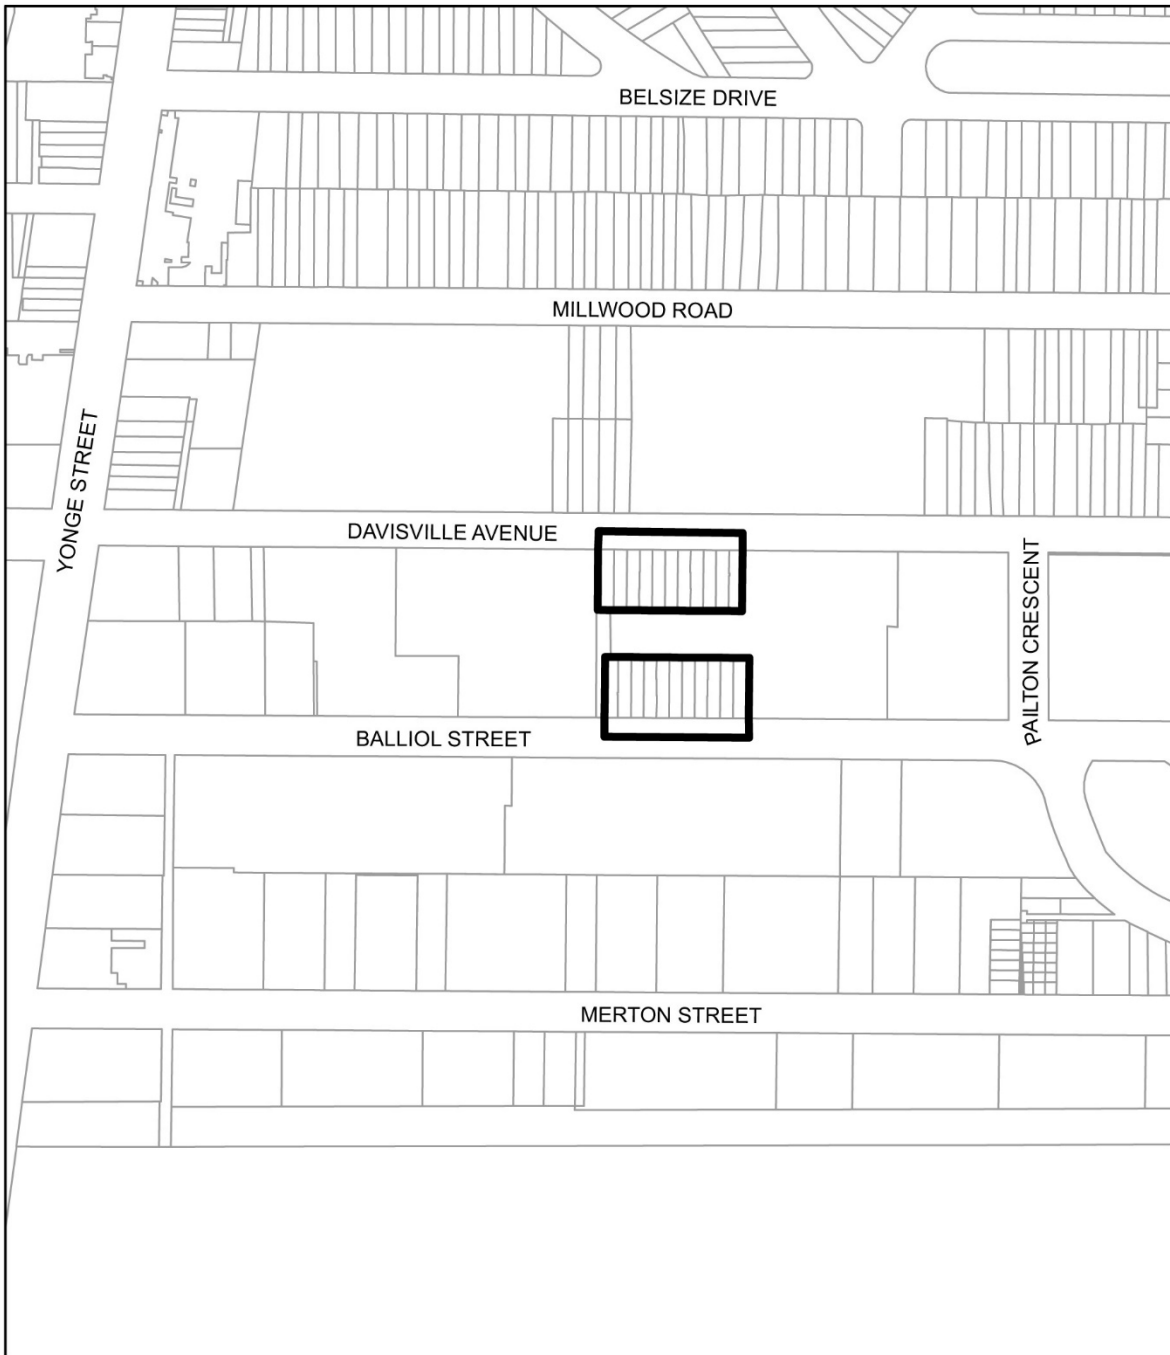 BELSIZE DRIVE
MILLWOOD ROAD
YONGE STREET
DAVISVILLE AVENUE
PAILTON CRESCENT
BALLIOL STREET
MERTON STREET